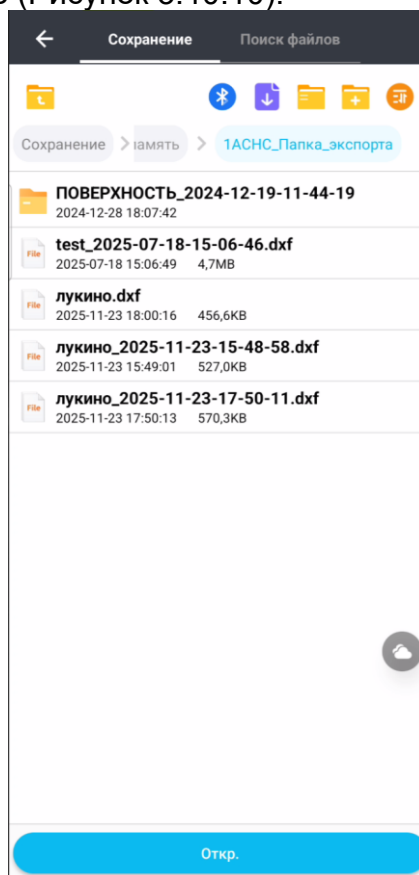 (Рисунок
Сохранение Поиск файлов
Сохранение > память > 1АСНС_Папка_экспорта
ПОВЕРХНОСТЬ_2024-12-19-11-44-19
2024-12-28 18:07:42
File
test_2025-07-18-15-06-46.dxf
2025-07-18 15:06:49 4,7MB
File
лукино.dxf
2025-11-23 18:00:16 456,6KB
File
лукино_2025-11-23-15-48-58.dxf
2025-11-23 15:49:01 527,0KB
File
лукино_2025-11-23-17-50-11.dxf
2025-11-23 17:50:13 570,3KB
Откр.